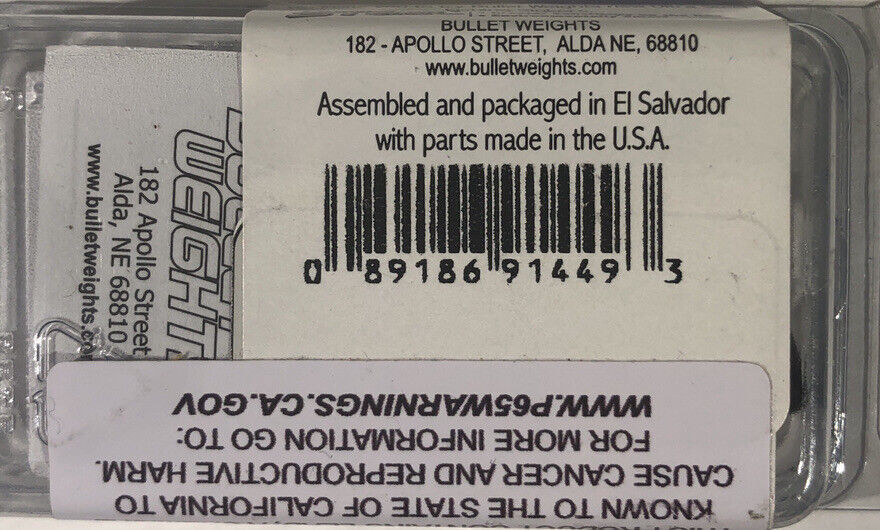 BULLET WEIGHTS
182 - APOLLO STREET, ALDA NE, 68810
www.bulletweights.com
Assembled and packaged in El Salvador
with parts made in the U.S.A.
0 89186 91449 3
WEIGHT
182 Apollo Street
Alda, NE 68810
www.bulletweights.co
KNOWN TO THE STATE OF CALIFORNIA TO
CAUSE CANCER AND REPRODUCTIVE HARM.
FOR MORE INFORMATION GO TO:
WWW.P65WARNINGS.CA.GOV